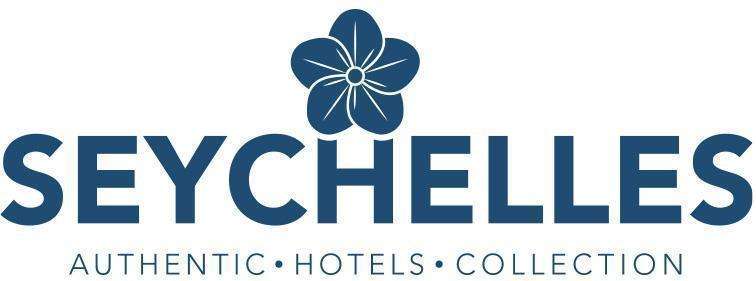 SEYCHELLES
AUTHENTIC • HOTELS • COLLECTION